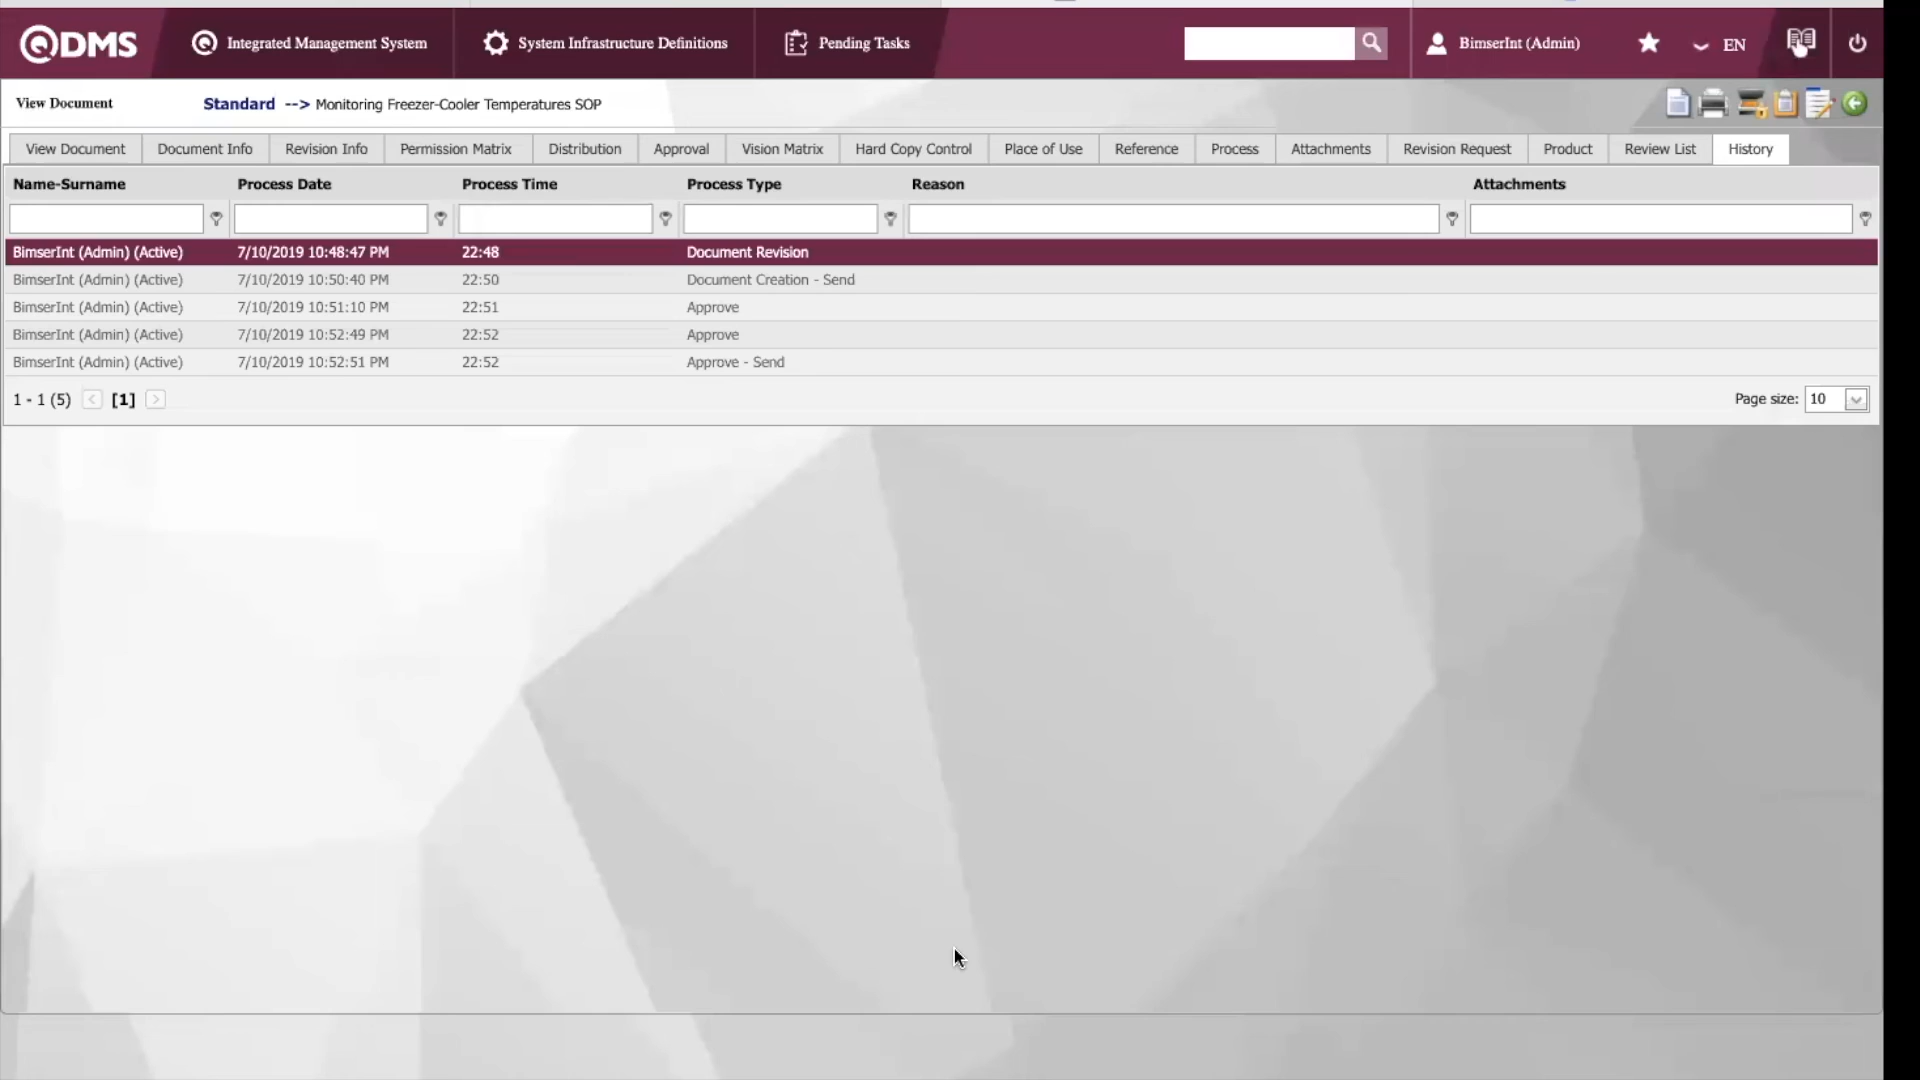 QDMS Integrated Management System System Infrastructure Definitions Pending Tasks BimserInt (Admin) EN
View Document Standard --> Monitoring Freezer-Cooler Temperatures SOP
View Document Document Info Revision Info Permission Matrix Distribution Approval Vision Matrix Hard Copy Control Place of Use Reference Process Attachments Revision Request Product Review List History
Name-Surname Process Date Process Time Process Type Reason Attachments
BimserInt (Admin) (Active) 7/10/2019 10:48:47 PM 22:48 Document Revision
BimserInt (Admin) (Active) 7/10/2019 10:50:40 PM 22:50 Document Creation - Send
BimserInt (Admin) (Active) 7/10/2019 10:51:10 PM 22:51 Approve
BimserInt (Admin) (Active) 7/10/2019 10:52:49 PM 22:52 Approve
BimserInt (Admin) (Active) 7/10/2019 10:52:51 PM 22:52 Approve - Send
1 - 1 (5) < [1] > Page size: 10